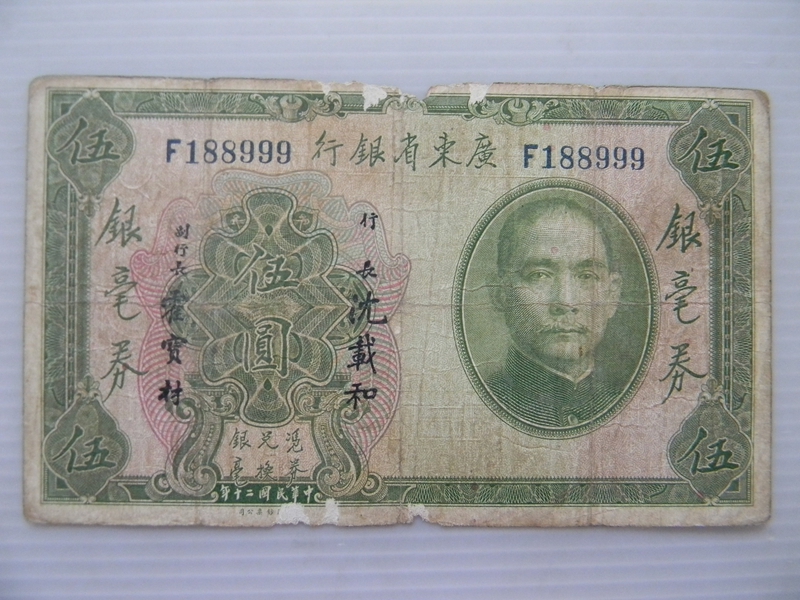 伍
伍
F188999
廣東省銀行
F188999
銀毫券
銀毫券
行長 沈載和
副行長 霍寶材
伍圓
憑券
兌換
銀毫
中華民國二十年
伍
伍